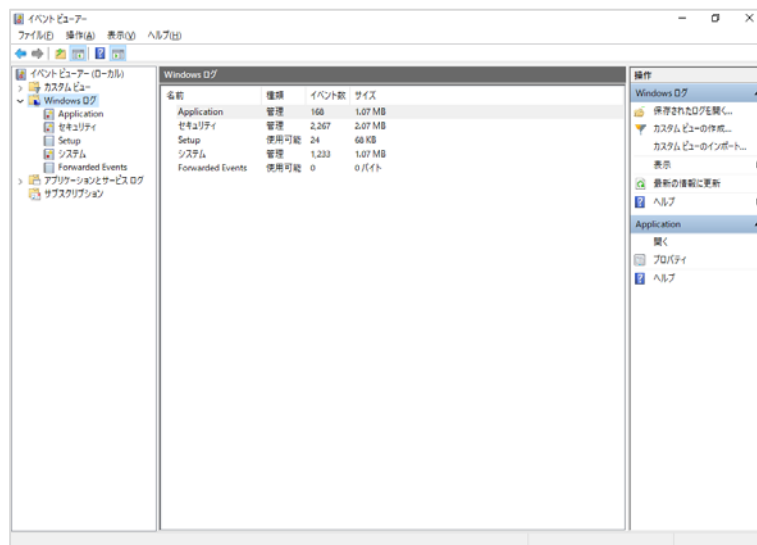 イベント ビューアー
ファイル(F) 操作(A) 表示(V) ヘルプ(H)
イベント ビューアー (ローカル)
カスタム ビュー
Windows ログ
Application
セキュリティ
Setup
システム
Forwarded Events
アプリケーションとサービス ログ
サブスクリプション
Windows ログ
名前 種類 イベント数 サイズ
Application 管理 168 1.07 MB
セキュリティ 管理 2,267 2.07 MB
Setup 使用可能 24 68 KB
システム 管理 1,233 1.07 MB
Forwarded Events 使用可能 0 0 バイト
操作
Windows ログ
保存されたログを開く...
カスタム ビューの作成...
カスタム ビューのインポート...
表示
最新の情報に更新
ヘルプ
Application
開く
プロパティ
ヘルプ